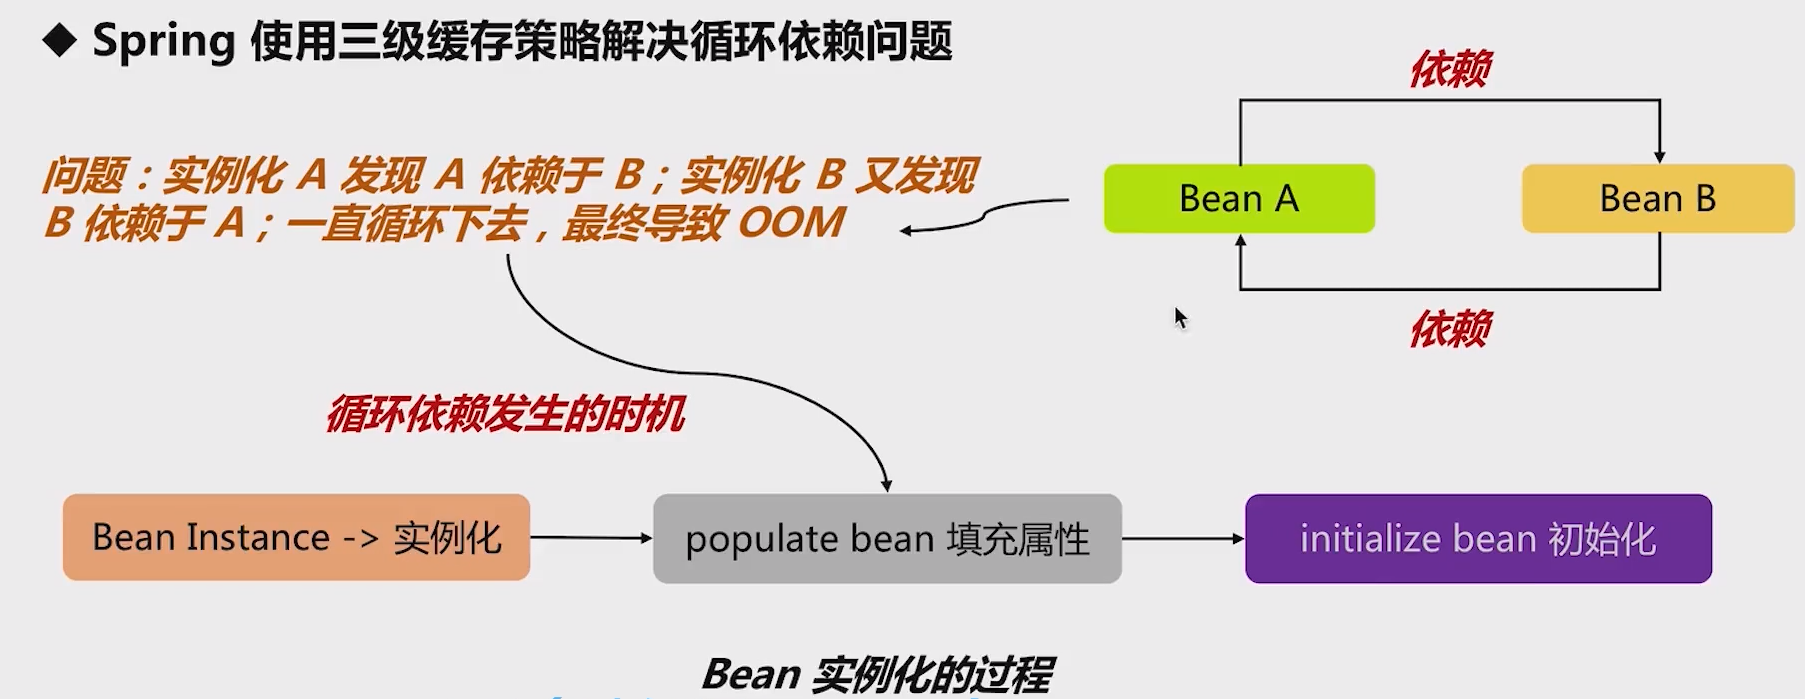 ◆ Spring 使用三级缓存策略解决循环依赖问题
依赖
问题：实例化 A 发现 A 依赖于 B；实例化 B 又发现
B 依赖于 A；一直循环下去，最终导致 OOM
Bean A
Bean B
依赖
循环依赖发生的时机
Bean Instance -> 实例化
populate bean 填充属性
initialize bean 初始化
Bean 实例化的过程